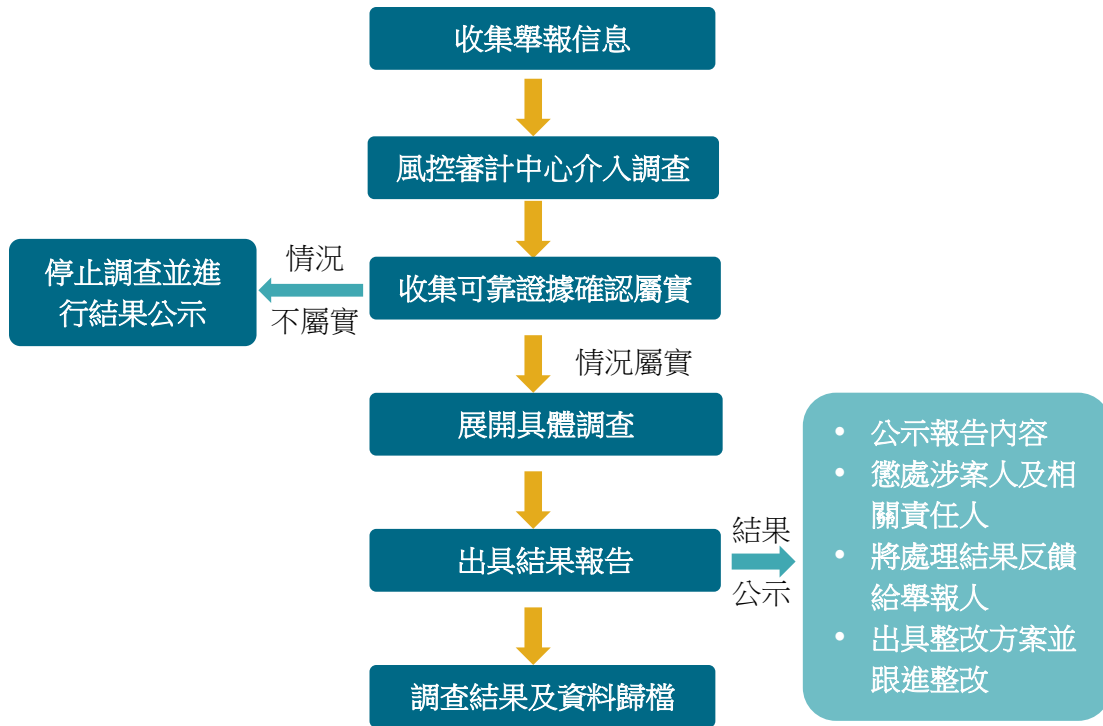 收集舉報信息
風控審計中心介入調查
停止調查並進
行結果公示
情況
不屬實
收集可靠證據確認屬實
情況屬實
展開具體調查
出具結果報告
結果
公示
• 公示報告內容
• 懲處涉案人及相
關責任人
• 將處理結果反饋
給舉報人
• 出具整改方案並
跟進整改
調查結果及資料歸檔